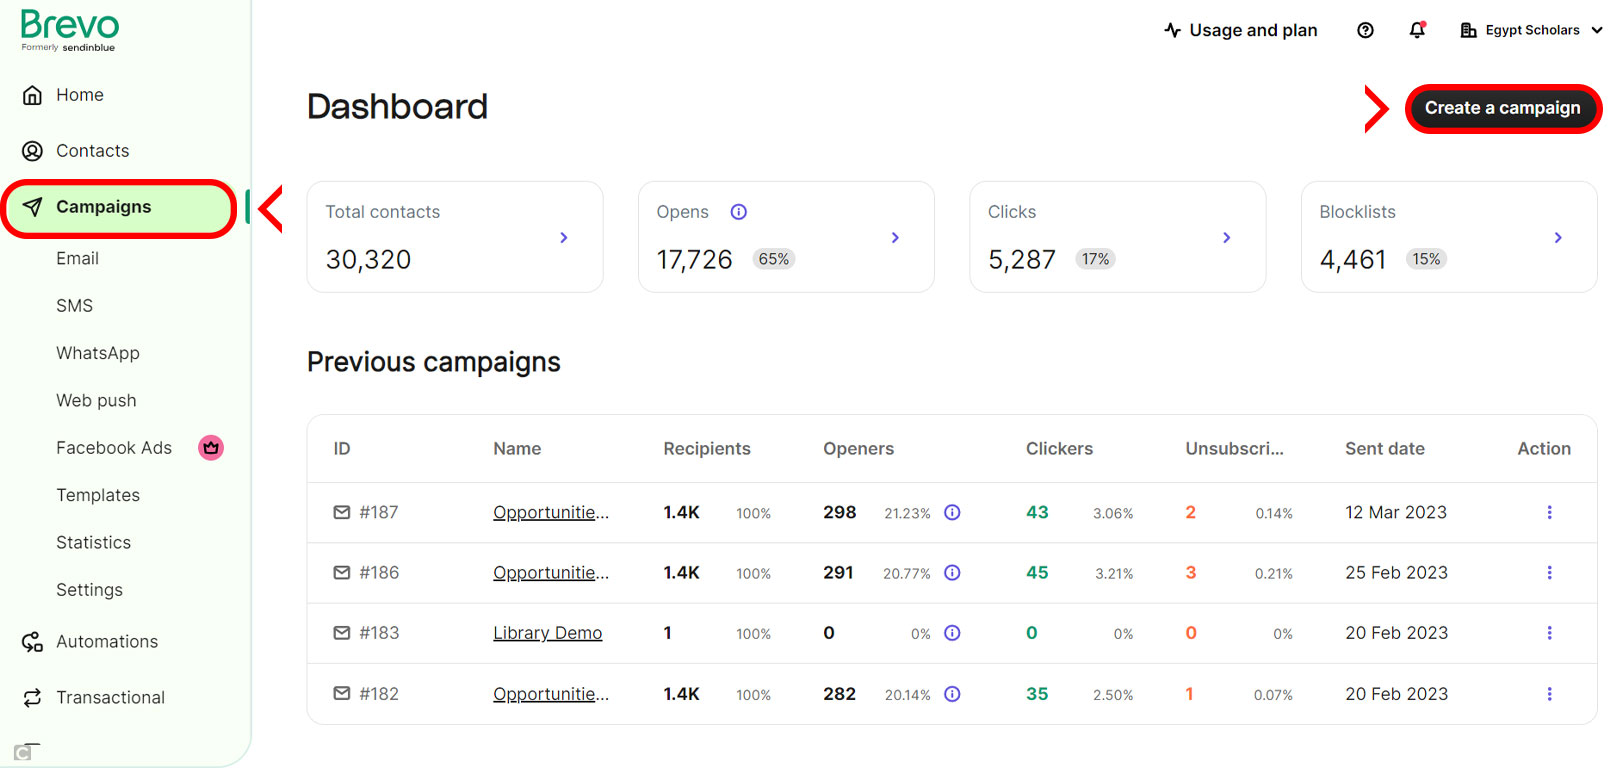 Brevo
Formerly sendinblue
Usage and plan
Egypt Scholars
Home
Contacts
Campaigns
Email
SMS
WhatsApp
Web push
Facebook Ads
Templates
Statistics
Settings
Automations
Transactional
C
Dashboard
Create a campaign
Total contacts
30,320
Opens
17,726 65%
Clicks
5,287 17%
Blocklists
4,461 15%
Previous campaigns
ID Name Recipients Openers Clickers Unsubscri... Sent date Action
#187 Opportunitie... 1.4K 100% 298 21.23% 43 3.06% 2 0.14% 12 Mar 2023
#186 Opportunitie... 1.4K 100% 291 20.77% 45 3.21% 3 0.21% 25 Feb 2023
#183 Library Demo 1 100% 0 0% 0 0% 0 0% 20 Feb 2023
#182 Opportunitie... 1.4K 100% 282 20.14% 35 2.50% 1 0.07% 20 Feb 2023